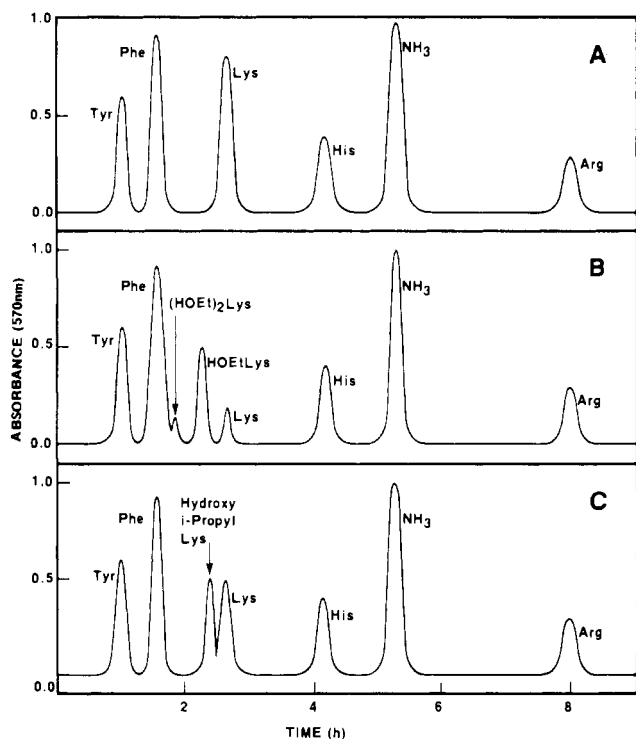 1.0
A
NH3
Phe
Lys
Tyr
0.5
His
Arg
0.0
1.0
B
Phe
(HOEt)2Lys
NH3
Tyr
0.5
HOEtLys
His
Lys
Arg
0.0
1.0
C
Hydroxy
i-Propyl
Lys
Phe
NH3
Tyr
0.5
Lys
His
Arg
0.0
2
4
6
8
TIME (h)
ABSORBANCE (570nm)